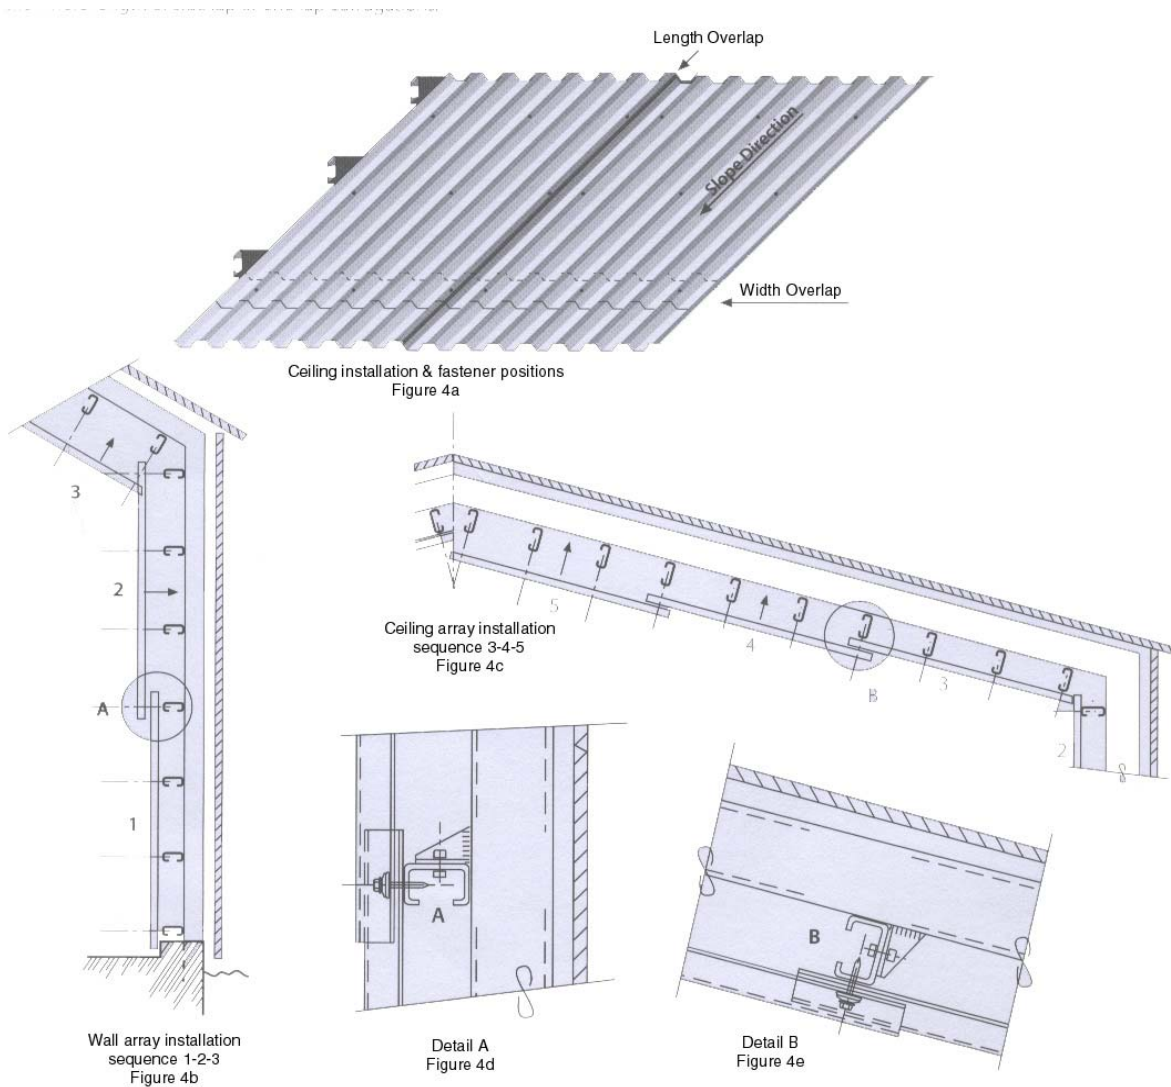 Length Overlap
Slope Direction
Width Overlap
Ceiling installation & fastener positions
Figure 4a
3
2
A
1
Wall array installation
sequence 1-2-3
Figure 4b
5
4
B
3
2
Ceiling array installation
sequence 3-4-5
Figure 4c
A
Detail A
Figure 4d
B
Detail B
Figure 4e